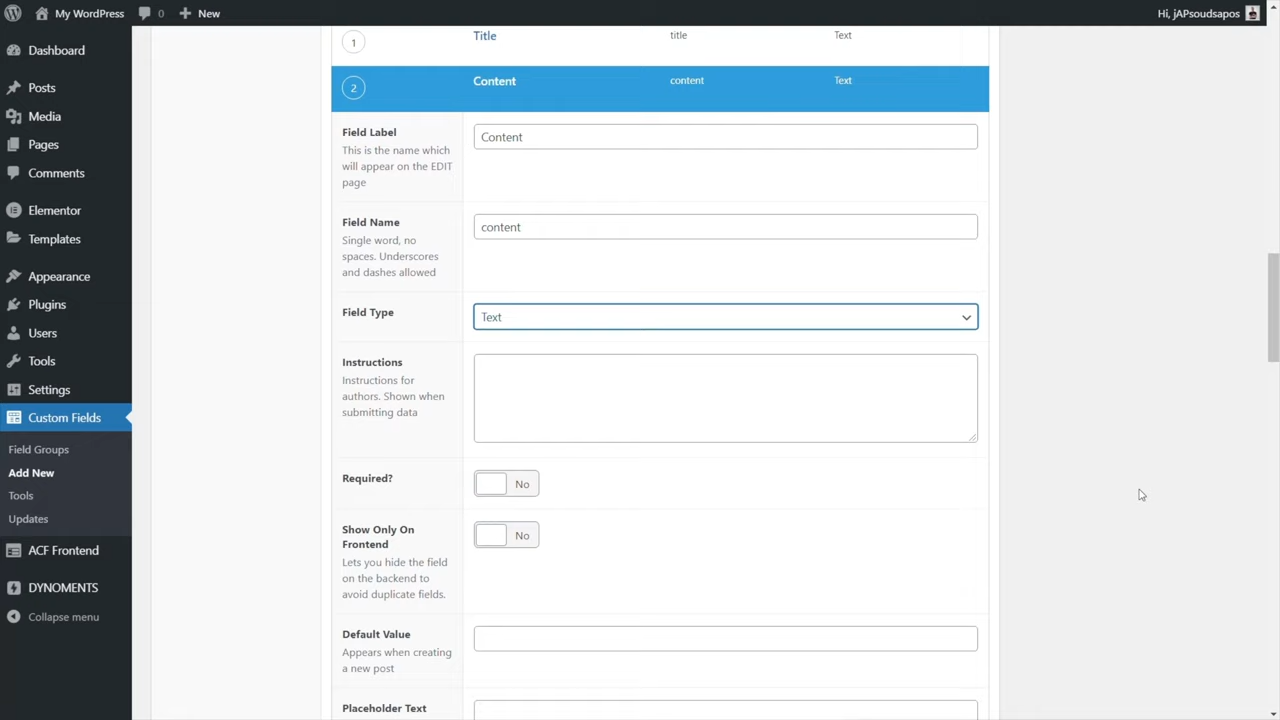 My WordPress
0
New
Hi, jAPsoudsapos
Dashboard
Posts
Media
Pages
Comments
Elementor
Templates
Appearance
Plugins
Users
Tools
Settings
Custom Fields
Field Groups
Add New
Tools
Updates
ACF Frontend
DYNOMENTS
Collapse menu
1 Title title Text
2 Content content Text
Field Label
This is the name which
will appear on the EDIT
page
Content
Field Name
Single word, no
spaces. Underscores
and dashes allowed
content
Field Type
Text
Instructions
Instructions for
authors. Shown when
submitting data
Required?
No
Show Only On
Frontend
Lets you hide the field
on the backend to
avoid duplicate fields.
No
Default Value
Appears when creating
a new post
Placeholder Text